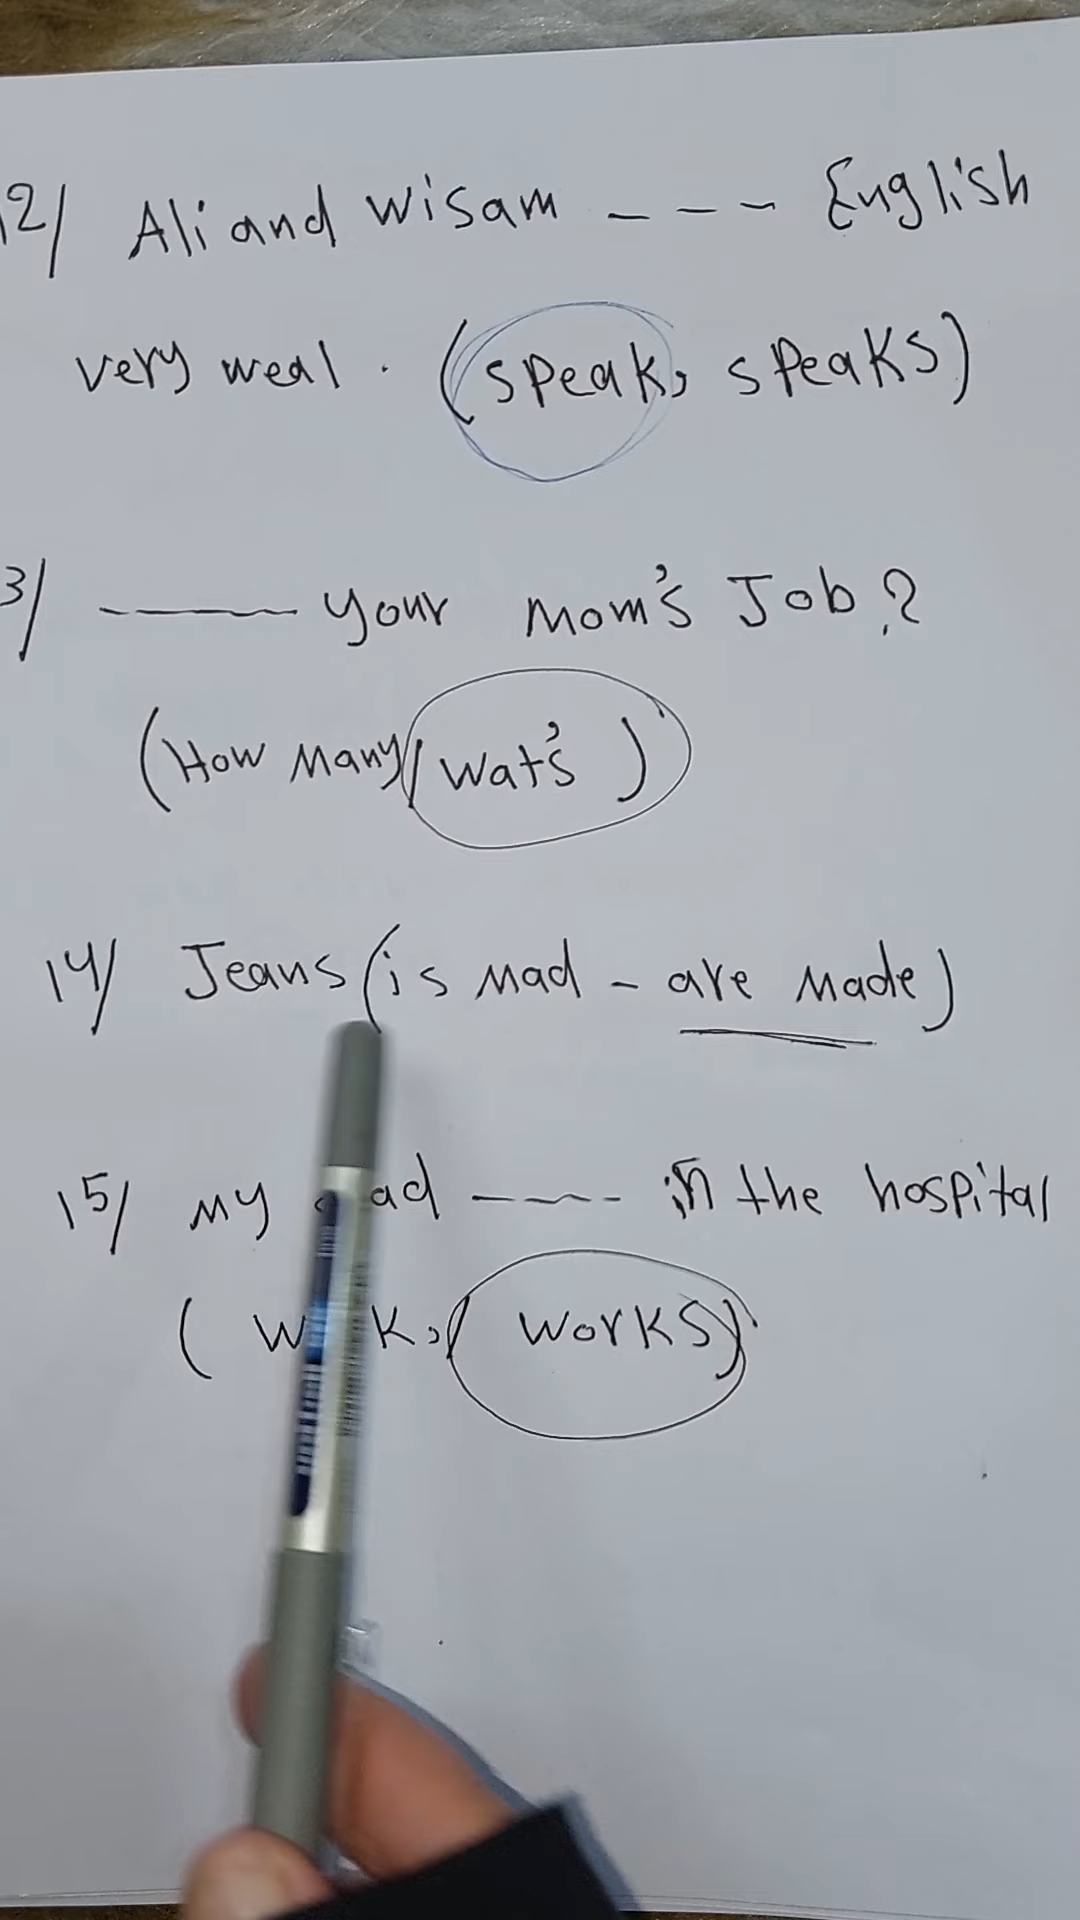 12/ Ali and Wisam - - - English
very weal. (speak, speaks)
3/ ——— your mom's Job?
(How Many/ wat's)
14/ Jeans (is mad - are made)
15/ my ---- in the hospital
( works)